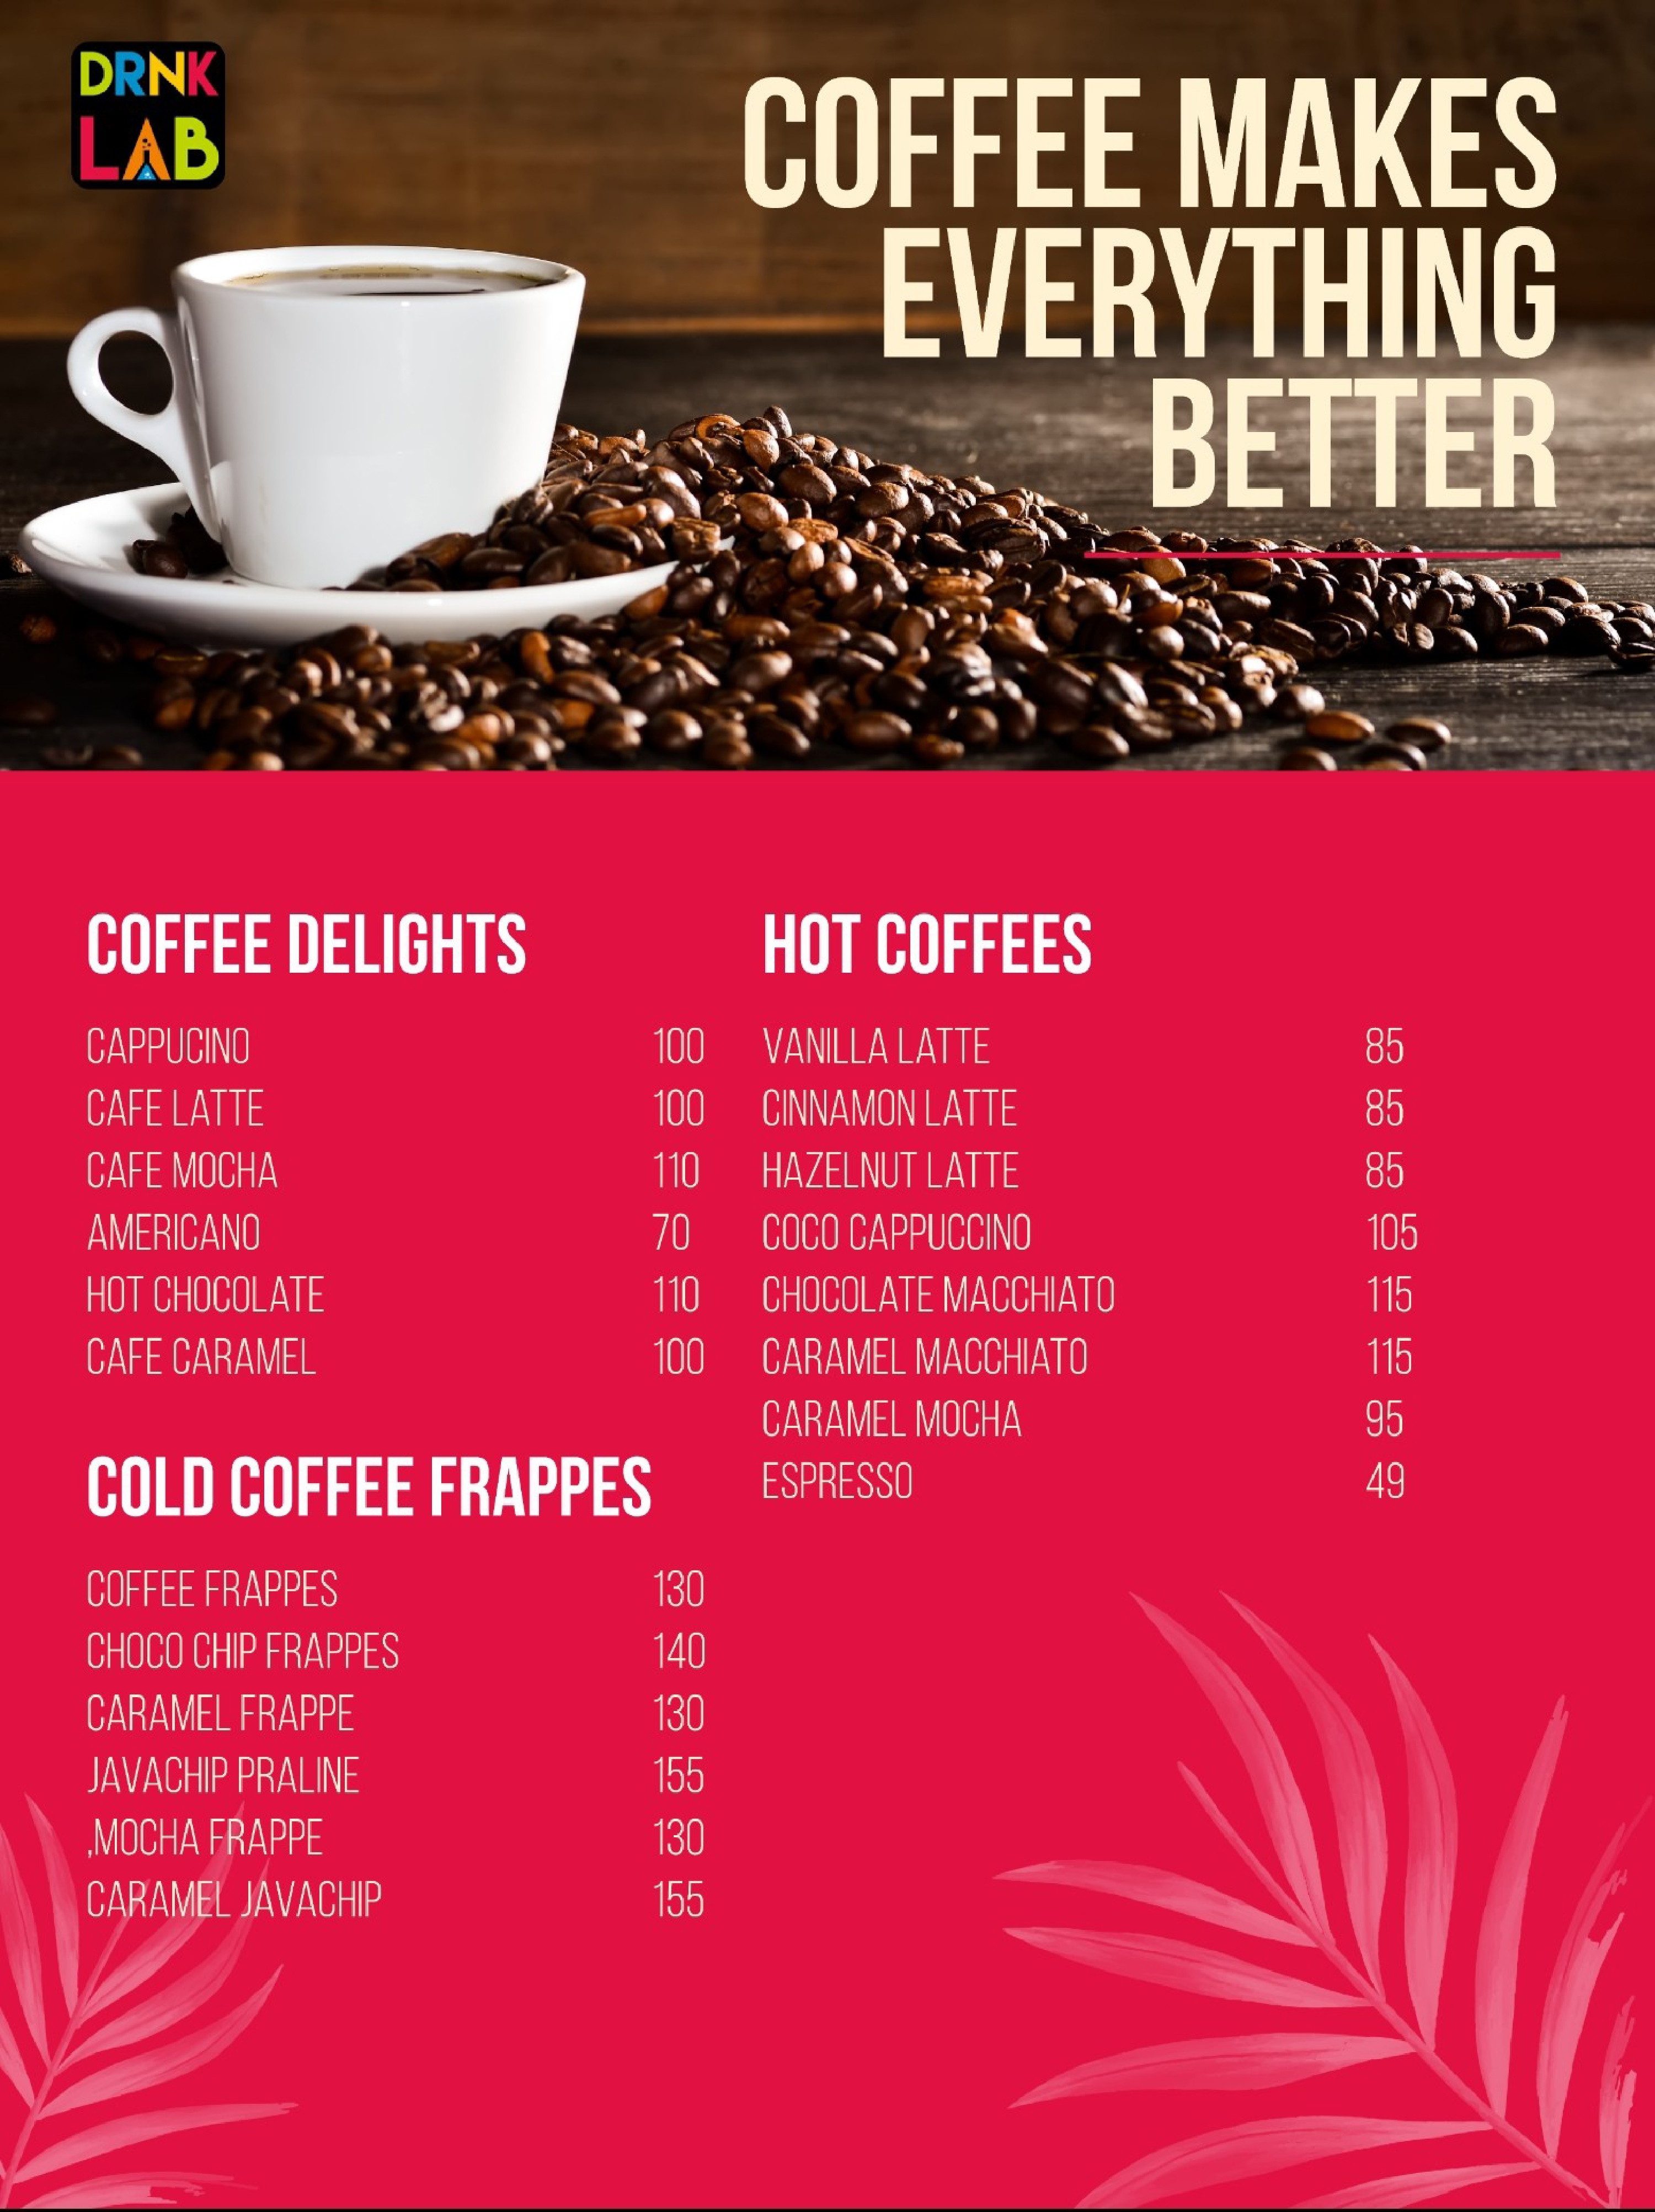 DRNK
LAB
COFFEE MAKES
EVERYTHING
BETTER
COFFEE DELIGHTS
CAPPUCINO 100
CAFE LATTE 100
CAFE MOCHA 110
AMERICANO 70
HOT CHOCOLATE 110
CAFE CARAMEL 100
COLD COFFEE FRAPPES
COFFEE FRAPPES 130
CHOCO CHIP FRAPPES 140
CARAMEL FRAPPE 130
JAVACHIP PRALINE 155
,MOCHA FRAPPE 130
CARAMEL JAVACHIP 155
HOT COFFEES
VANILLA LATTE 85
CINNAMON LATTE 85
HAZELNUT LATTE 85
COCO CAPPUCCINO 105
CHOCOLATE MACCHIATO 115
CARAMEL MACCHIATO 115
CARAMEL MOCHA 95
ESPRESSO 49